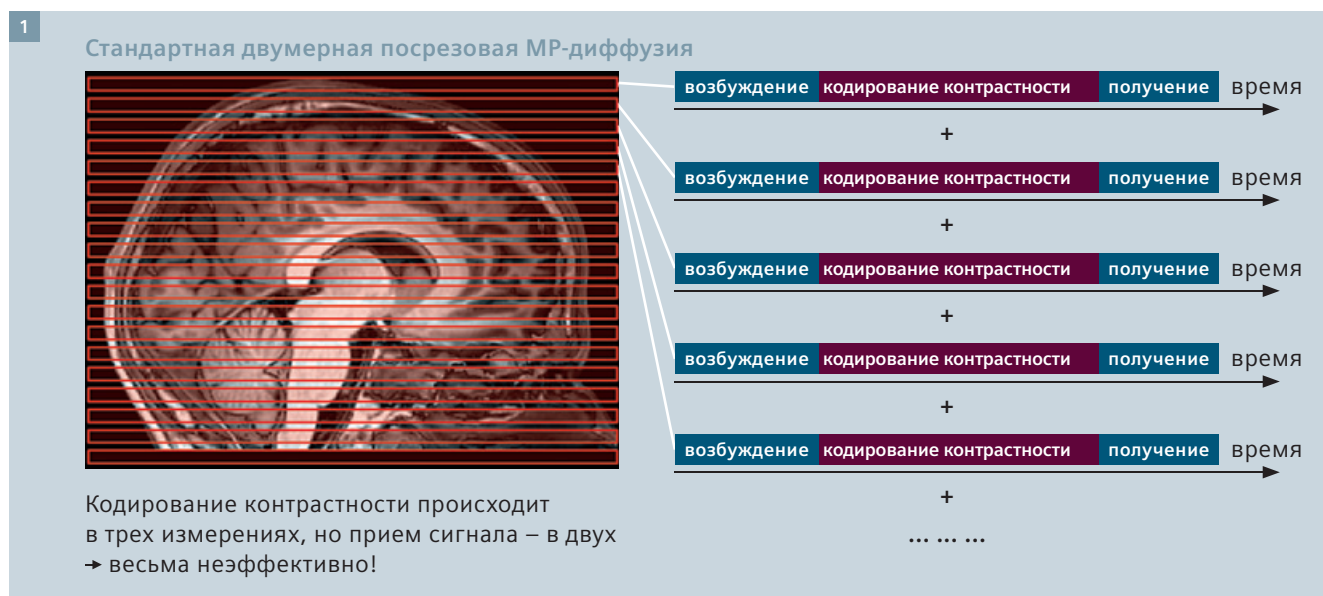 1
Стандартная двумерная посрезовая МР-диффузия
возбуждение кодирование контрастности получение время
+
возбуждение кодирование контрастности получение время
+
возбуждение кодирование контрастности получение время
+
возбуждение кодирование контрастности получение время
+
возбуждение кодирование контрастности получение время
+
... ... ...
Кодирование контрастности происходит
в трех измерениях, но прием сигнала – в двух
→ весьма неэффективно!